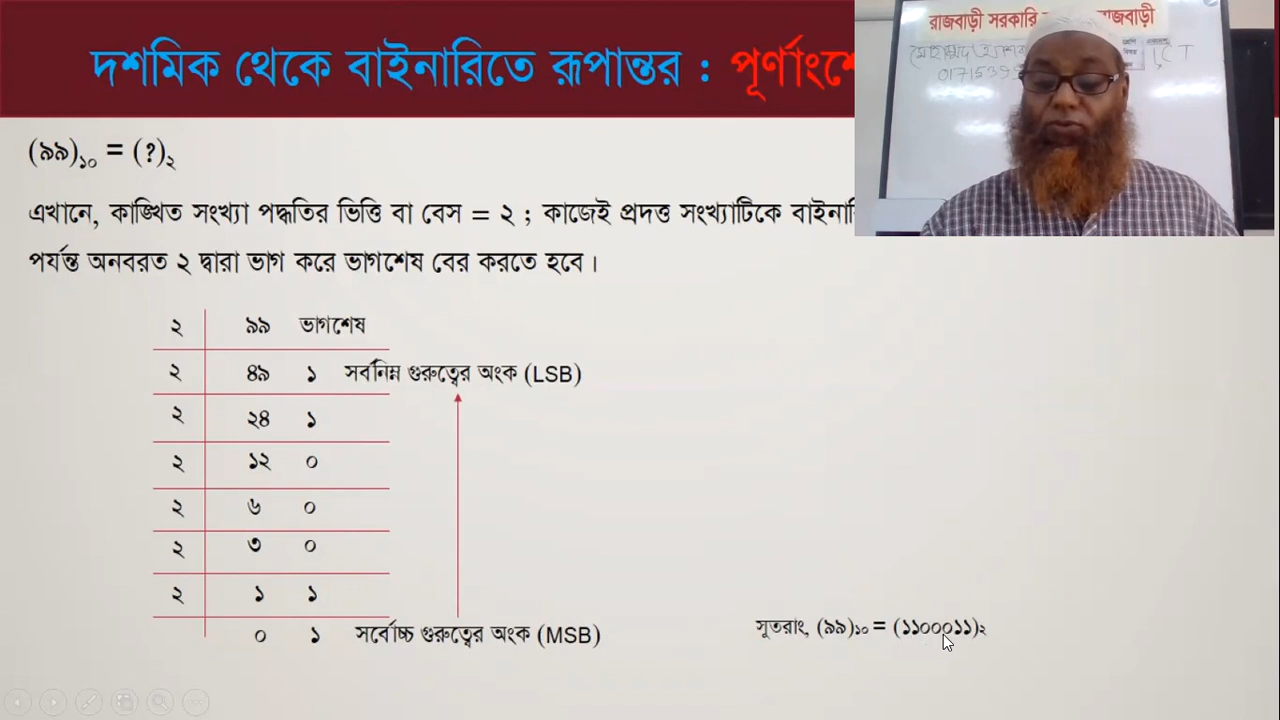 দশমিক থেকে বাইনারিতে রূপান্তর : পূর্ণাংশে
রাজবাড়ী সরকারি রাজবাড়ী
ICT
(৯৯)১০ = (?)২
এখানে, কাঙ্খিত সংখ্যা পদ্ধতির ভিত্তি বা বেস = ২ ; কাজেই প্রদত্ত সংখ্যাটিকে
পর্যন্ত অনবরত ২ দ্বারা ভাগ করে ভাগশেষ বের করতে হবে।
২ ৯৯ ভাগশেষ
২ ৪৯ ১ সর্বনিম্ন গুরুত্বের অংক (LSB)
২ ২৪ ১
২ ১২ ০
২ ৬ ০
২ ৩ ০
২ ১ ১
০ ১ সর্বোচ্চ গুরুত্বের অংক (MSB)
সূতরাং, (৯৯)১০ = (১১০০০১১)২